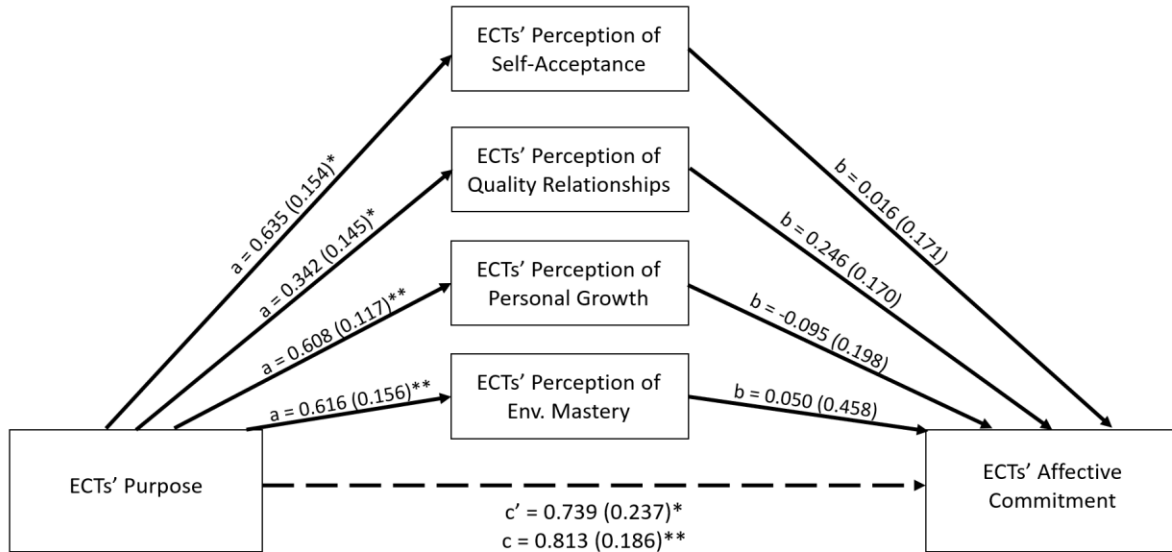 ECTs’ Perception of
Self-Acceptance
a = 0.635 (0.154)*
b = 0.016 (0.171)
ECTs’ Perception of
Quality Relationships
a = 0.342 (0.145)*
b = 0.246 (0.170)
ECTs’ Perception of
Personal Growth
a = 0.608 (0.117)**
b = -0.095 (0.198)
ECTs’ Perception of
Env. Mastery
a = 0.616 (0.156)**
b = 0.050 (0.458)
ECTs’ Purpose
ECTs’ Affective
Commitment
c’ = 0.739 (0.237)*
c = 0.813 (0.186)**